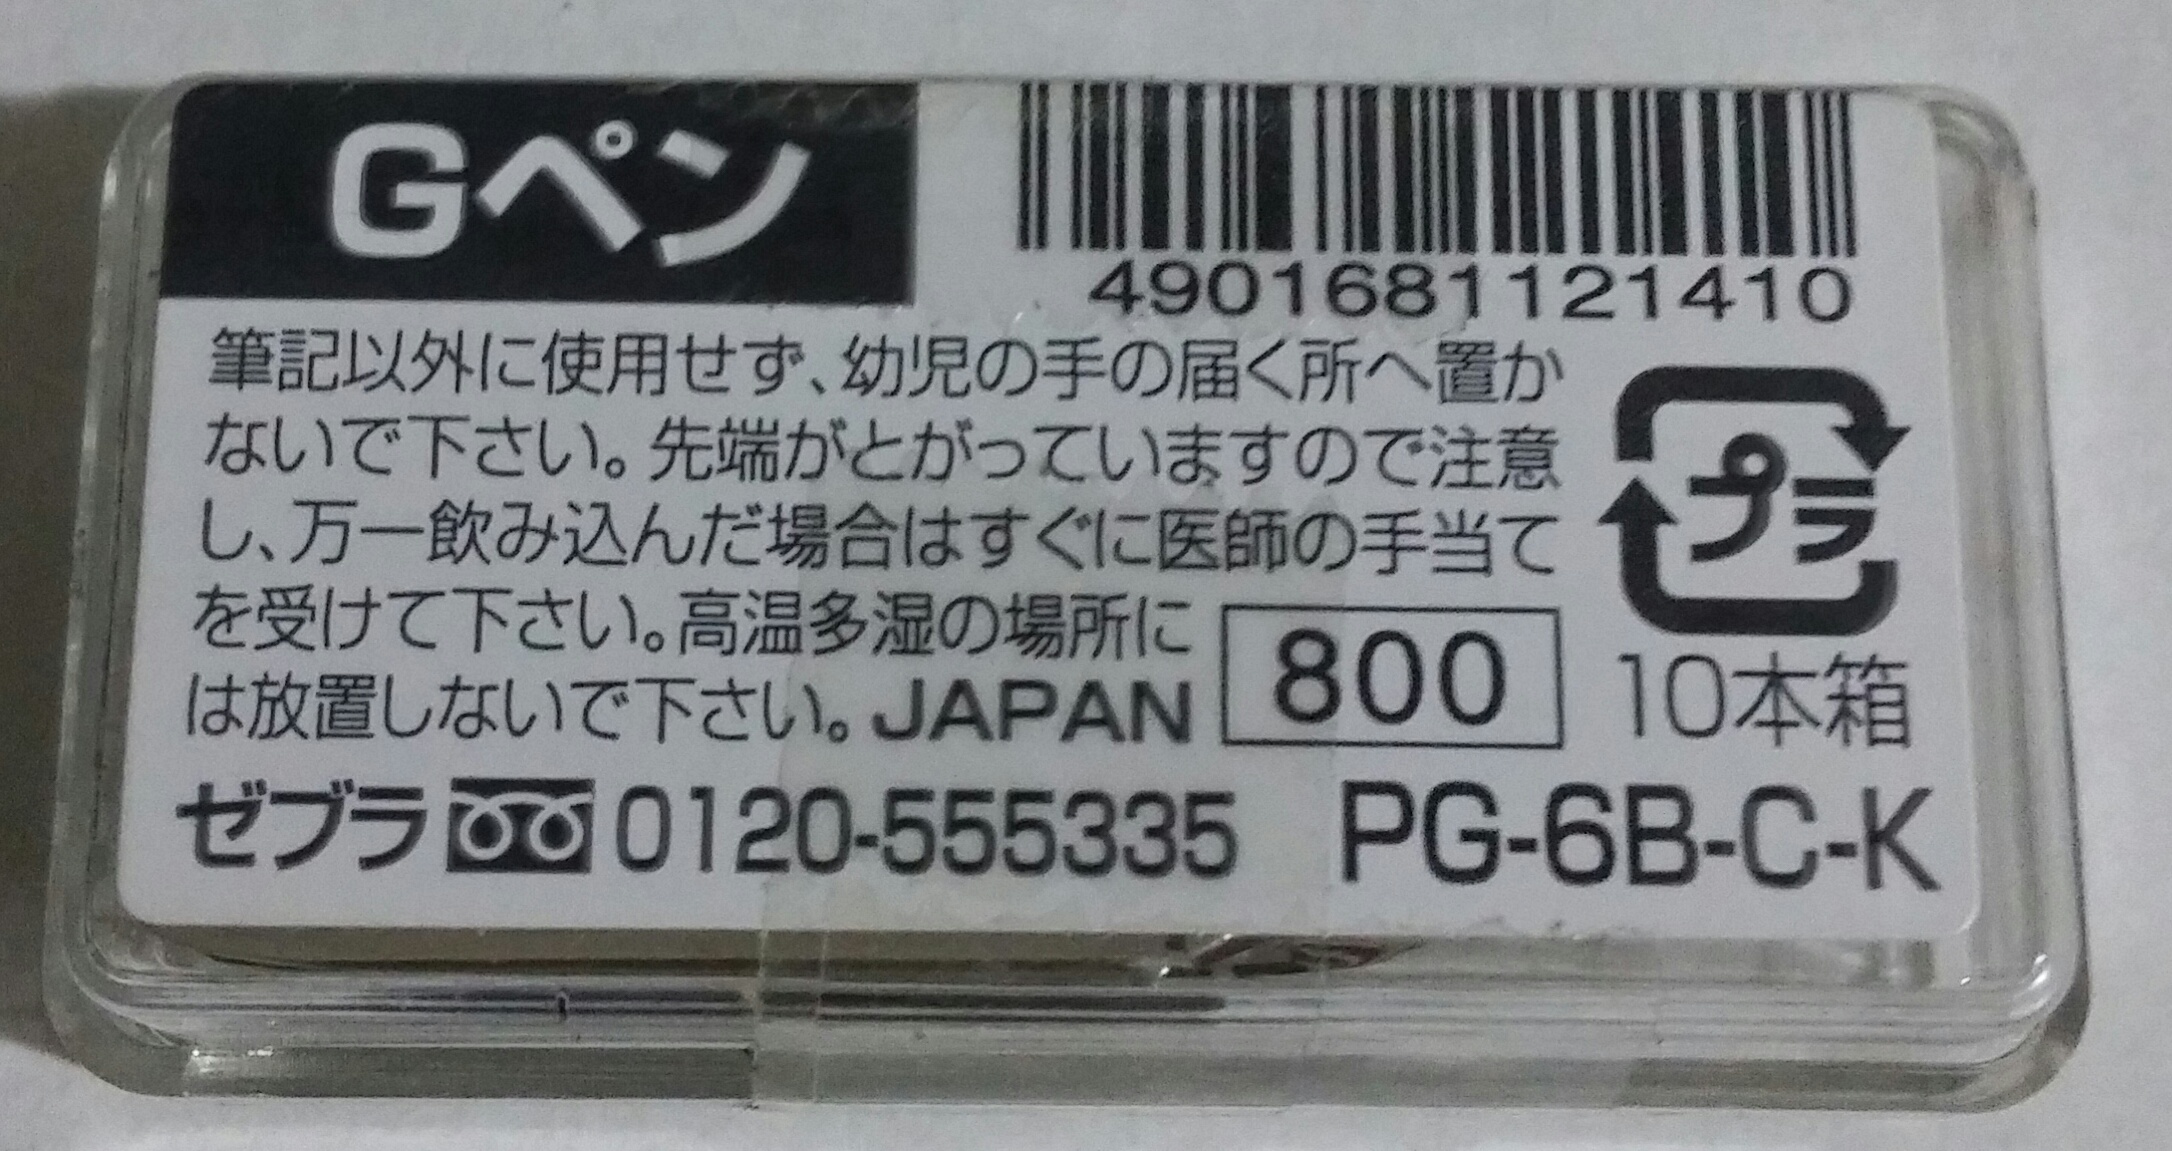 Gペン
4901681121410
筆記以外に使用せず、幼児の手の届く所へ置か
ないで下さい。先端がとがっていますので注意
し、万一飲み込んだ場合はすぐに医師の手当て
を受けて下さい。高温多湿の場所に
は放置しないで下さい。JAPAN
800
プラ
10本箱
ゼブラ 0120-555335 PG-6B-C-K